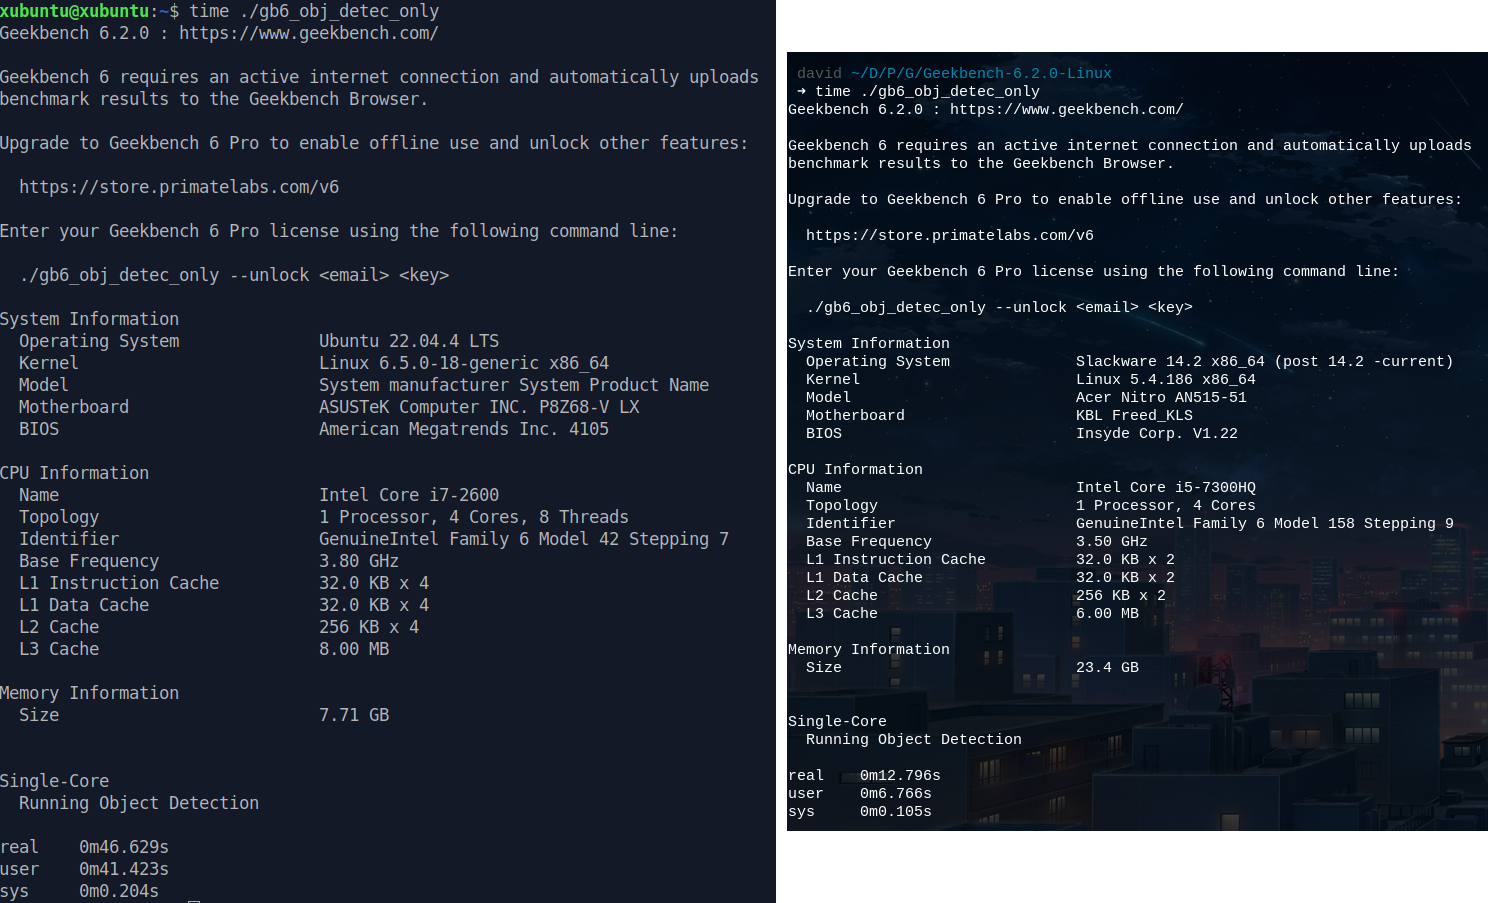 xubuntu@xubuntu:~$ time ./gb6_obj_detec_only
Geekbench 6.2.0 : https://www.geekbench.com/
Geekbench 6 requires an active internet connection and automatically uploads
benchmark results to the Geekbench Browser.
Upgrade to Geekbench 6 Pro to enable offline use and unlock other features:
https://store.primatelabs.com/v6
Enter your Geekbench 6 Pro license using the following command line:
./gb6_obj_detec_only --unlock <email> <key>
System Information
Operating System Ubuntu 22.04.4 LTS
Kernel Linux 6.5.0-18-generic x86_64
Model System manufacturer System Product Name
Motherboard ASUSTeK Computer INC. P8Z68-V LX
BIOS American Megatrends Inc. 4105
CPU Information
Name Intel Core i7-2600
Topology 1 Processor, 4 Cores, 8 Threads
Identifier GenuineIntel Family 6 Model 42 Stepping 7
Base Frequency 3.80 GHz
L1 Instruction Cache 32.0 KB x 4
L1 Data Cache 32.0 KB x 4
L2 Cache 256 KB x 4
L3 Cache 8.00 MB
Memory Information
Size 7.71 GB
Single-Core
Running Object Detection
real 0m46.629s
user 0m41.423s
sys 0m0.204s
david ~/D/P/G/Geekbench-6.2.0-Linux
➜ time ./gb6_obj_detec_only
Geekbench 6.2.0 : https://www.geekbench.com/
Geekbench 6 requires an active internet connection and automatically uploads
benchmark results to the Geekbench Browser.
Upgrade to Geekbench 6 Pro to enable offline use and unlock other features:
https://store.primatelabs.com/v6
Enter your Geekbench 6 Pro license using the following command line:
./gb6_obj_detec_only --unlock <email> <key>
System Information
Operating System Slackware 14.2 x86_64 (post 14.2 -current)
Kernel Linux 5.4.186 x86_64
Model Acer Nitro AN515-51
Motherboard KBL Freed_KLS
BIOS Insyde Corp. V1.22
CPU Information
Name Intel Core i5-7300HQ
Topology 1 Processor, 4 Cores
Identifier GenuineIntel Family 6 Model 158 Stepping 9
Base Frequency 3.50 GHz
L1 Instruction Cache 32.0 KB x 2
L1 Data Cache 32.0 KB x 2
L2 Cache 256 KB x 2
L3 Cache 6.00 MB
Memory Information
Size 23.4 GB
Single-Core
Running Object Detection
real 0m12.796s
user 0m6.766s
sys 0m0.105s